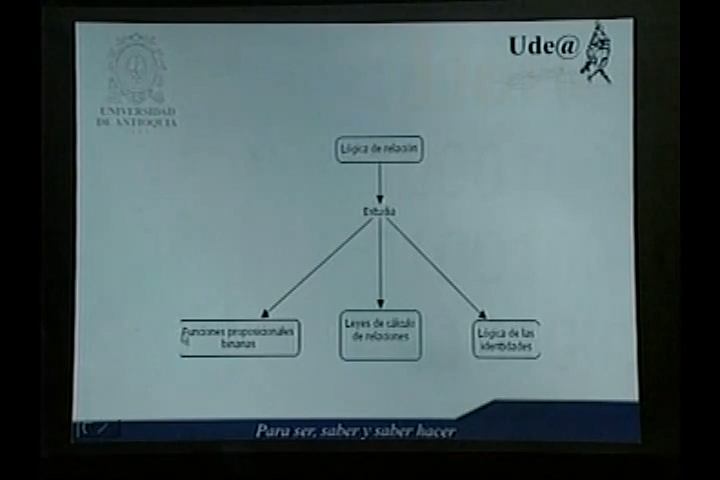 Ude@
UNIVERSIDAD
DE ANTIOQUIA
Lógica de relación
Estudia
Funciones proposicionales
binarias
Leyes de cálculo
de relaciones
Lógica de las
identidades
Para ser, saber y saber hacer